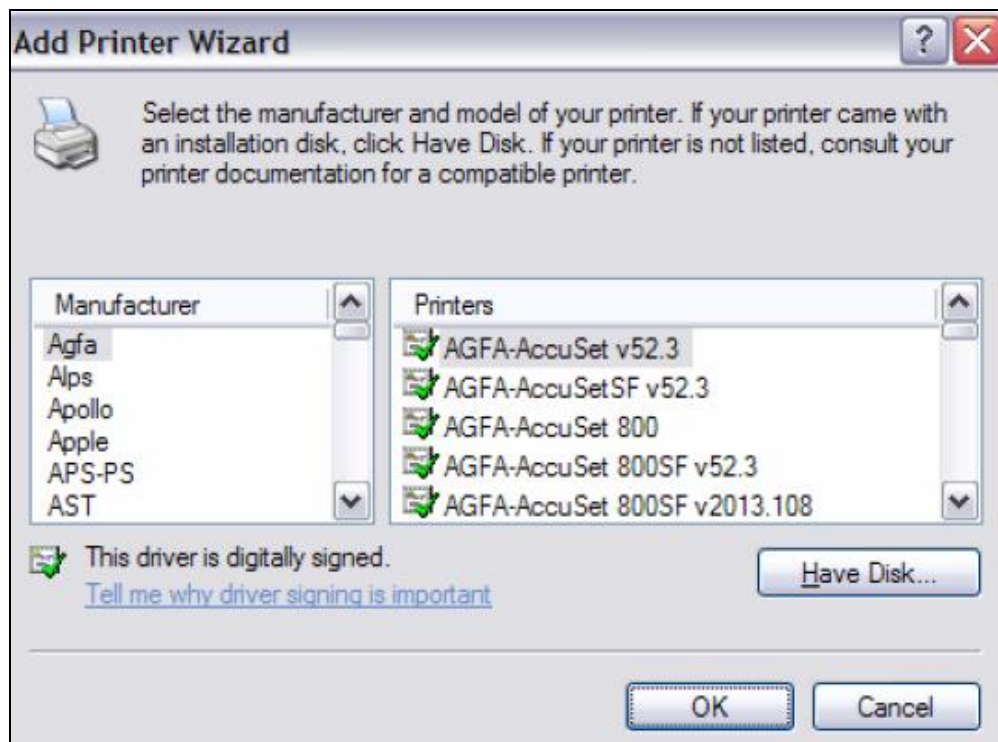 Add Printer Wizard
?
Select the manufacturer and model of your printer. If your printer came with
an installation disk, click Have Disk. If your printer is not listed, consult your
printer documentation for a compatible printer.
Manufacturer
Agfa
Alps
Apollo
Apple
APS-PS
AST
Printers
AGFA-AccuSet v52.3
AGFA-AccuSetSF v52.3
AGFA-AccuSet 800
AGFA-AccuSet 800SF v52.3
AGFA-AccuSet 800SF v2013.108
This driver is digitally signed.
Tell me why driver signing is important
Have Disk...
OK
Cancel